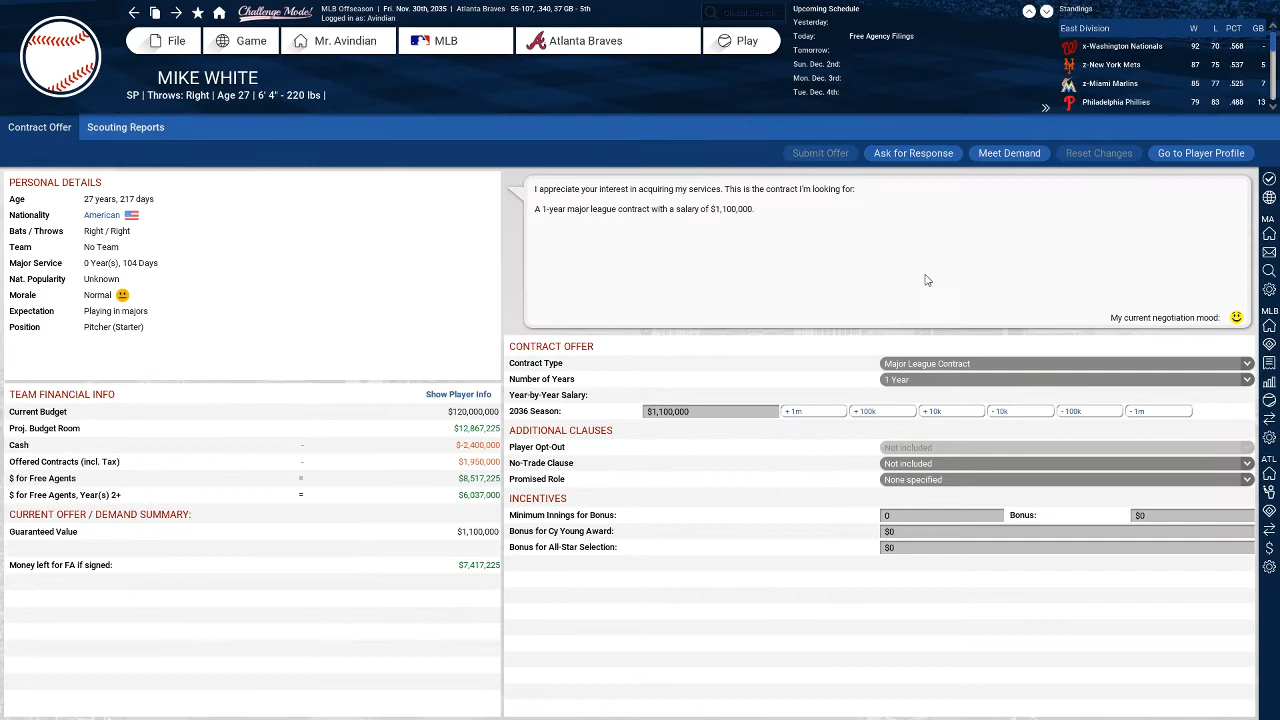 Challenge Mode!
MLB Offseason | Fri. Nov. 30th, 2035 | Atlanta Braves 55-107, .340, 37 GB - 5th
Logged in as: Avindian
Global Search
File
Game
Mr. Avindian
MLB
Atlanta Braves
Play
Upcoming Schedule
Yesterday:
Today: Free Agency Filings
Tomorrow:
Sun. Dec. 2nd:
Mon. Dec. 3rd:
Tue. Dec. 4th:
Standings
East Division W L PCT GB
x-Washington Nationals 92 70 .568 -
z-New York Mets 87 75 .537 5
z-Miami Marlins 85 77 .525 7
Philadelphia Phillies 79 83 .488 13
MIKE WHITE
SP | Throws: Right | Age 27 | 6' 4" - 220 lbs |
Contract Offer
Scouting Reports
Submit Offer
Ask for Response
Meet Demand
Reset Changes
Go to Player Profile
PERSONAL DETAILS
Age 27 years, 217 days
Nationality American
Bats / Throws Right / Right
Team No Team
Major Service 0 Year(s), 104 Days
Nat. Popularity Unknown
Morale Normal
Expectation Playing in majors
Position Pitcher (Starter)
I appreciate your interest in acquiring my services. This is the contract I'm looking for:
A 1-year major league contract with a salary of $1,100,000.
My current negotiation mood:
TEAM FINANCIAL INFO Show Player Info
Current Budget $120,000,000
Proj. Budget Room $12,867,225
Cash - $-2,400,000
Offered Contracts (incl. Tax) - $1,950,000
$ for Free Agents = $8,517,225
$ for Free Agents, Year(s) 2+ = $6,037,000
CURRENT OFFER / DEMAND SUMMARY:
Guaranteed Value $1,100,000
Money left for FA if signed: $7,417,225
CONTRACT OFFER
Contract Type Major League Contract
Number of Years 1 Year
Year-by-Year Salary:
2036 Season: $1,100,000 + 1m + 100k + 10k - 10k - 100k - 1m
ADDITIONAL CLAUSES
Player Opt-Out Not included
No-Trade Clause Not included
Promised Role None specified
INCENTIVES
Minimum Innings for Bonus: 0 Bonus: $0
Bonus for Cy Young Award: $0
Bonus for All-Star Selection: $0
MA
MLB
ATL